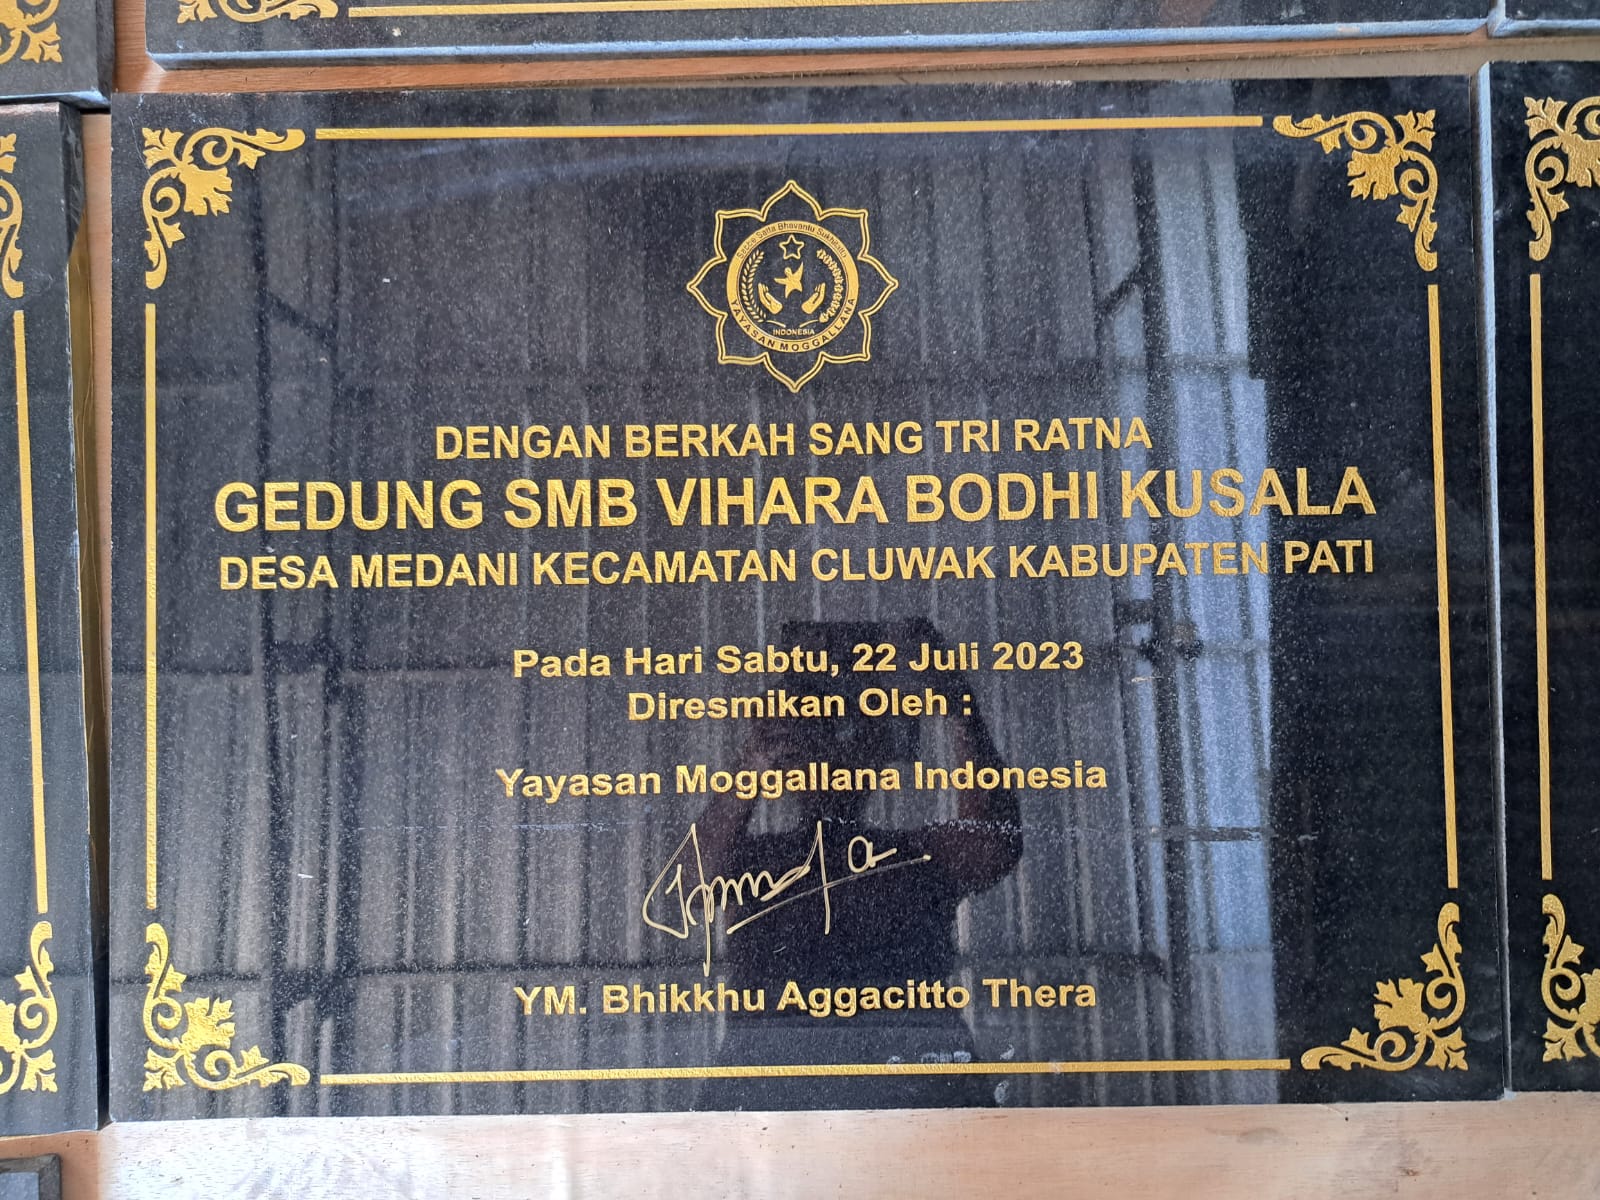 Sabbe Satta Bhavantu Sukhitatta
INDONESIA
YAYASAN MOGGALLANA
DENGAN BERKAH SANG TRI RATNA
GEDUNG SMB VIHARA BODHI KUSALA
DESA MEDANI KECAMATAN CLUWAK KABUPATEN PATI
Pada Hari Sabtu, 22 Juli 2023
Diresmikan Oleh :
Yayasan Moggallana Indonesia
YM. Bhikkhu Aggacitto Thera